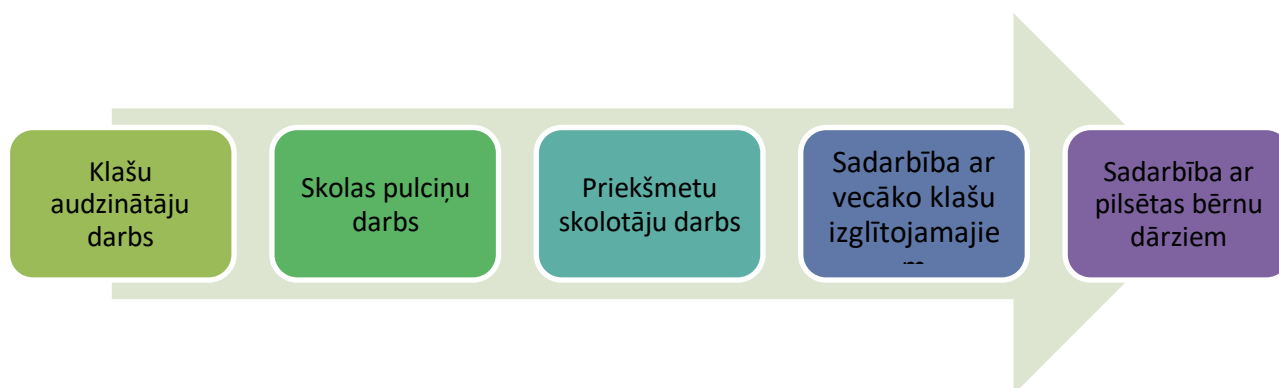 Klašu
audzinātāju
darbs
Skolas pulciņu
darbs
Priekšmetu
skolotāju darbs
Sadarbība ar
vecāko klašu
izglītojamajie
m
Sadarbība ar
pilsētas bērnu
dārziem